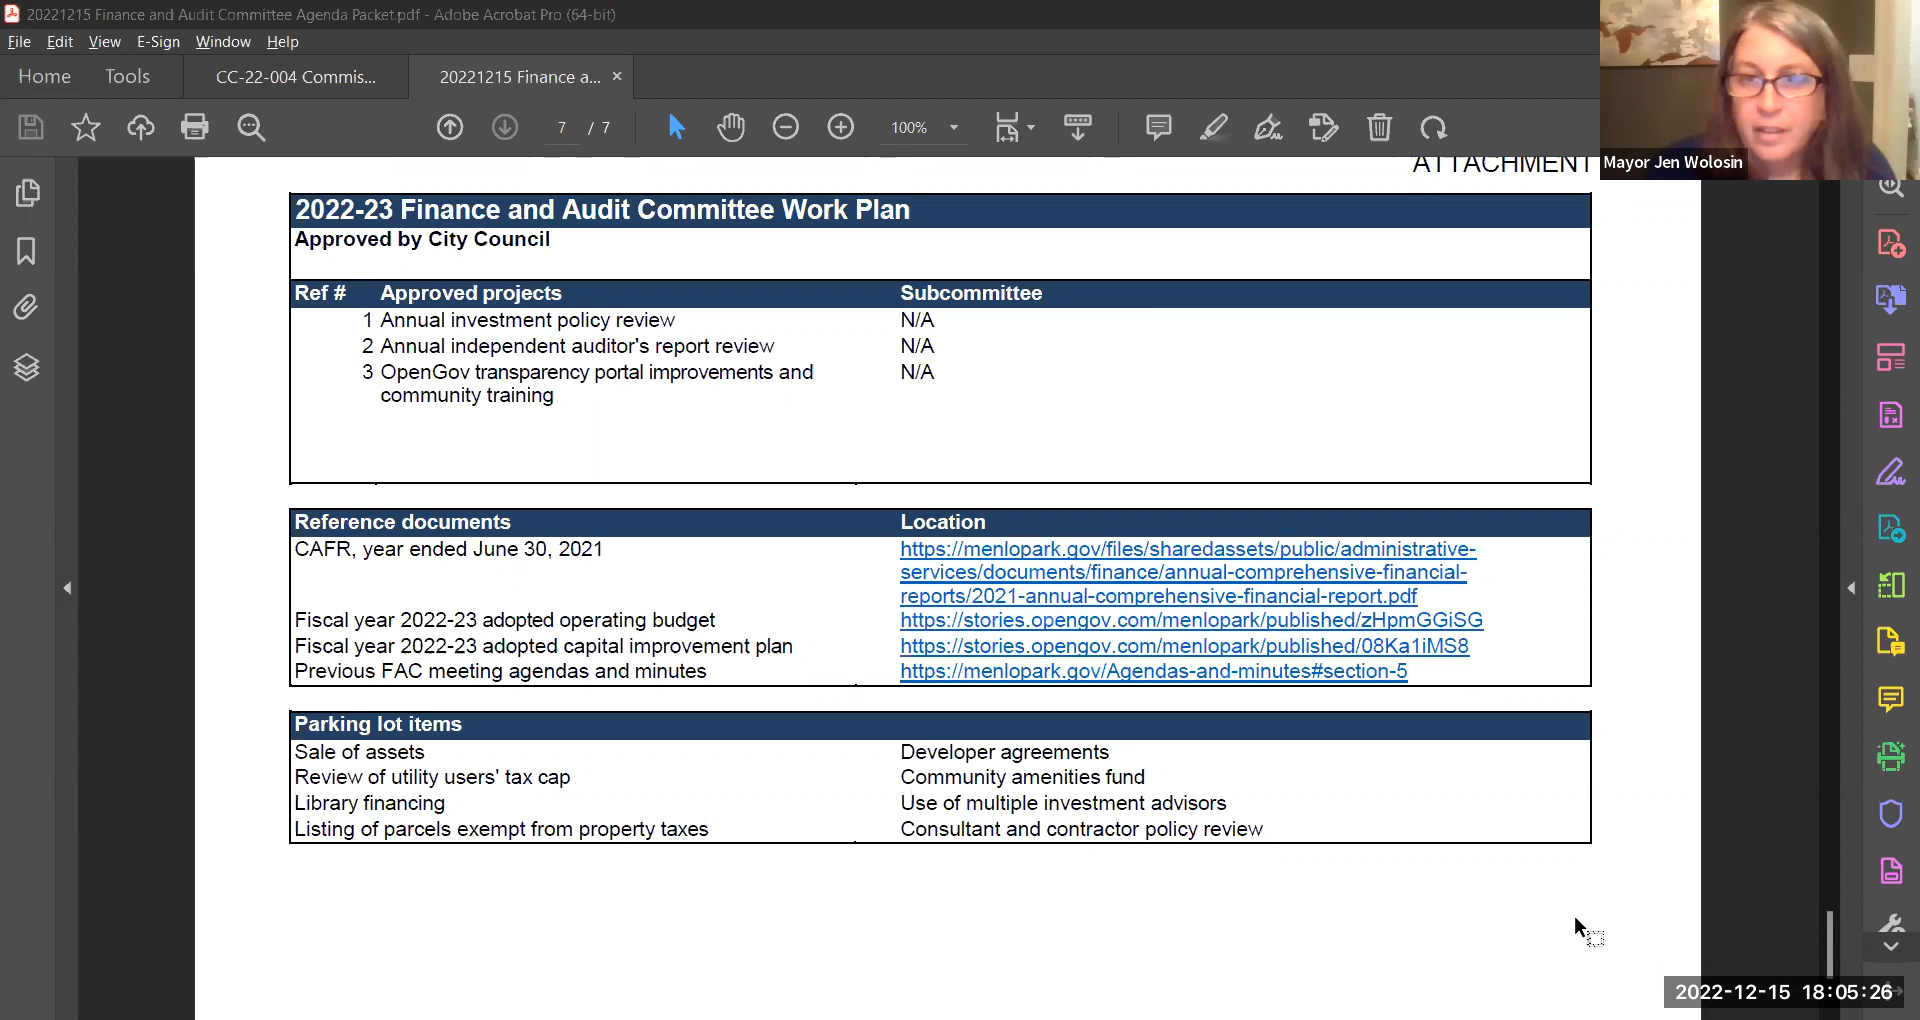 20221215 Finance and Audit Committee Agenda Packet.pdf - Adobe Acrobat Pro (64-bit)
File Edit View E-Sign Window Help
Home Tools CC-22-004 Commis... 20221215 Finance a... ×
7 / 7 100%
ATTACHMENT
Mayor Jen Wolosin
2022-23 Finance and Audit Committee Work Plan
Approved by City Council
Ref # Approved projects Subcommittee
1 Annual investment policy review N/A
2 Annual independent auditor's report review N/A
3 OpenGov transparency portal improvements and N/A
community training
Reference documents Location
CAFR, year ended June 30, 2021 https://menlopark.gov/files/sharedassets/public/administrative-
services/documents/finance/annual-comprehensive-financial-
reports/2021-annual-comprehensive-financial-report.pdf
Fiscal year 2022-23 adopted operating budget https://stories.opengov.com/menlopark/published/zHpmGGiSG
Fiscal year 2022-23 adopted capital improvement plan https://stories.opengov.com/menlopark/published/08Ka1iMS8
Previous FAC meeting agendas and minutes https://menlopark.gov/Agendas-and-minutes#section-5
Parking lot items
Sale of assets Developer agreements
Review of utility users' tax cap Community amenities fund
Library financing Use of multiple investment advisors
Listing of parcels exempt from property taxes Consultant and contractor policy review
2022-12-15 18:05:26